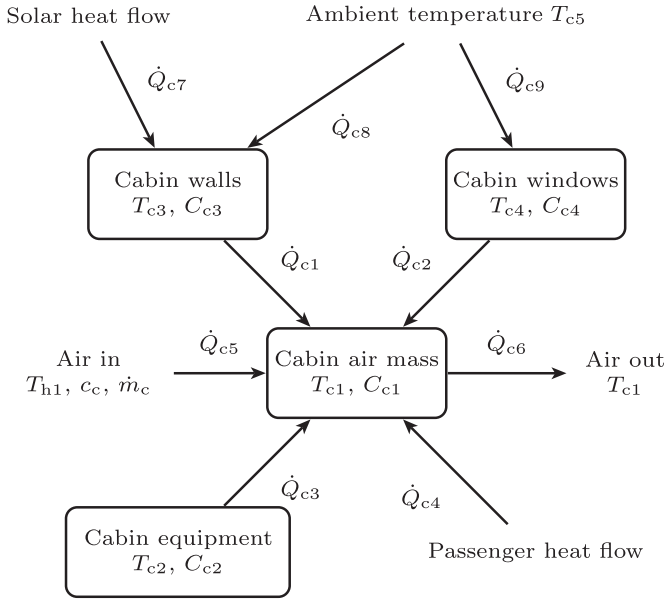 Solar heat flow
Ambient temperature T_c5
Q̇_c7
Q̇_c9
Q̇_c8
Cabin walls
T_c3, C_c3
Cabin windows
T_c4, C_c4
Q̇_c1
Q̇_c2
Air in
T_h1, c_c, ṁ_c
Q̇_c5
Cabin air mass
T_c1, C_c1
Q̇_c6
Air out
T_c1
Q̇_c3
Q̇_c4
Cabin equipment
T_c2, C_c2
Passenger heat flow